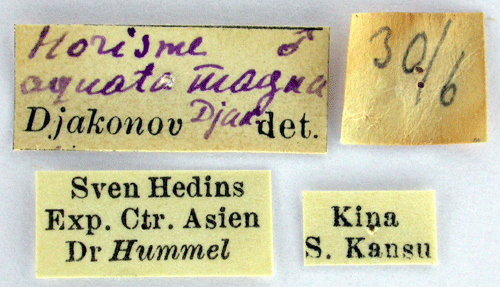 Horisme ♂
aquata magna
Djakonov Djak det.
30/6
Sven Hedins
Exp. Ctr. Asien
Dr Hummel
Kina
S. Kansu